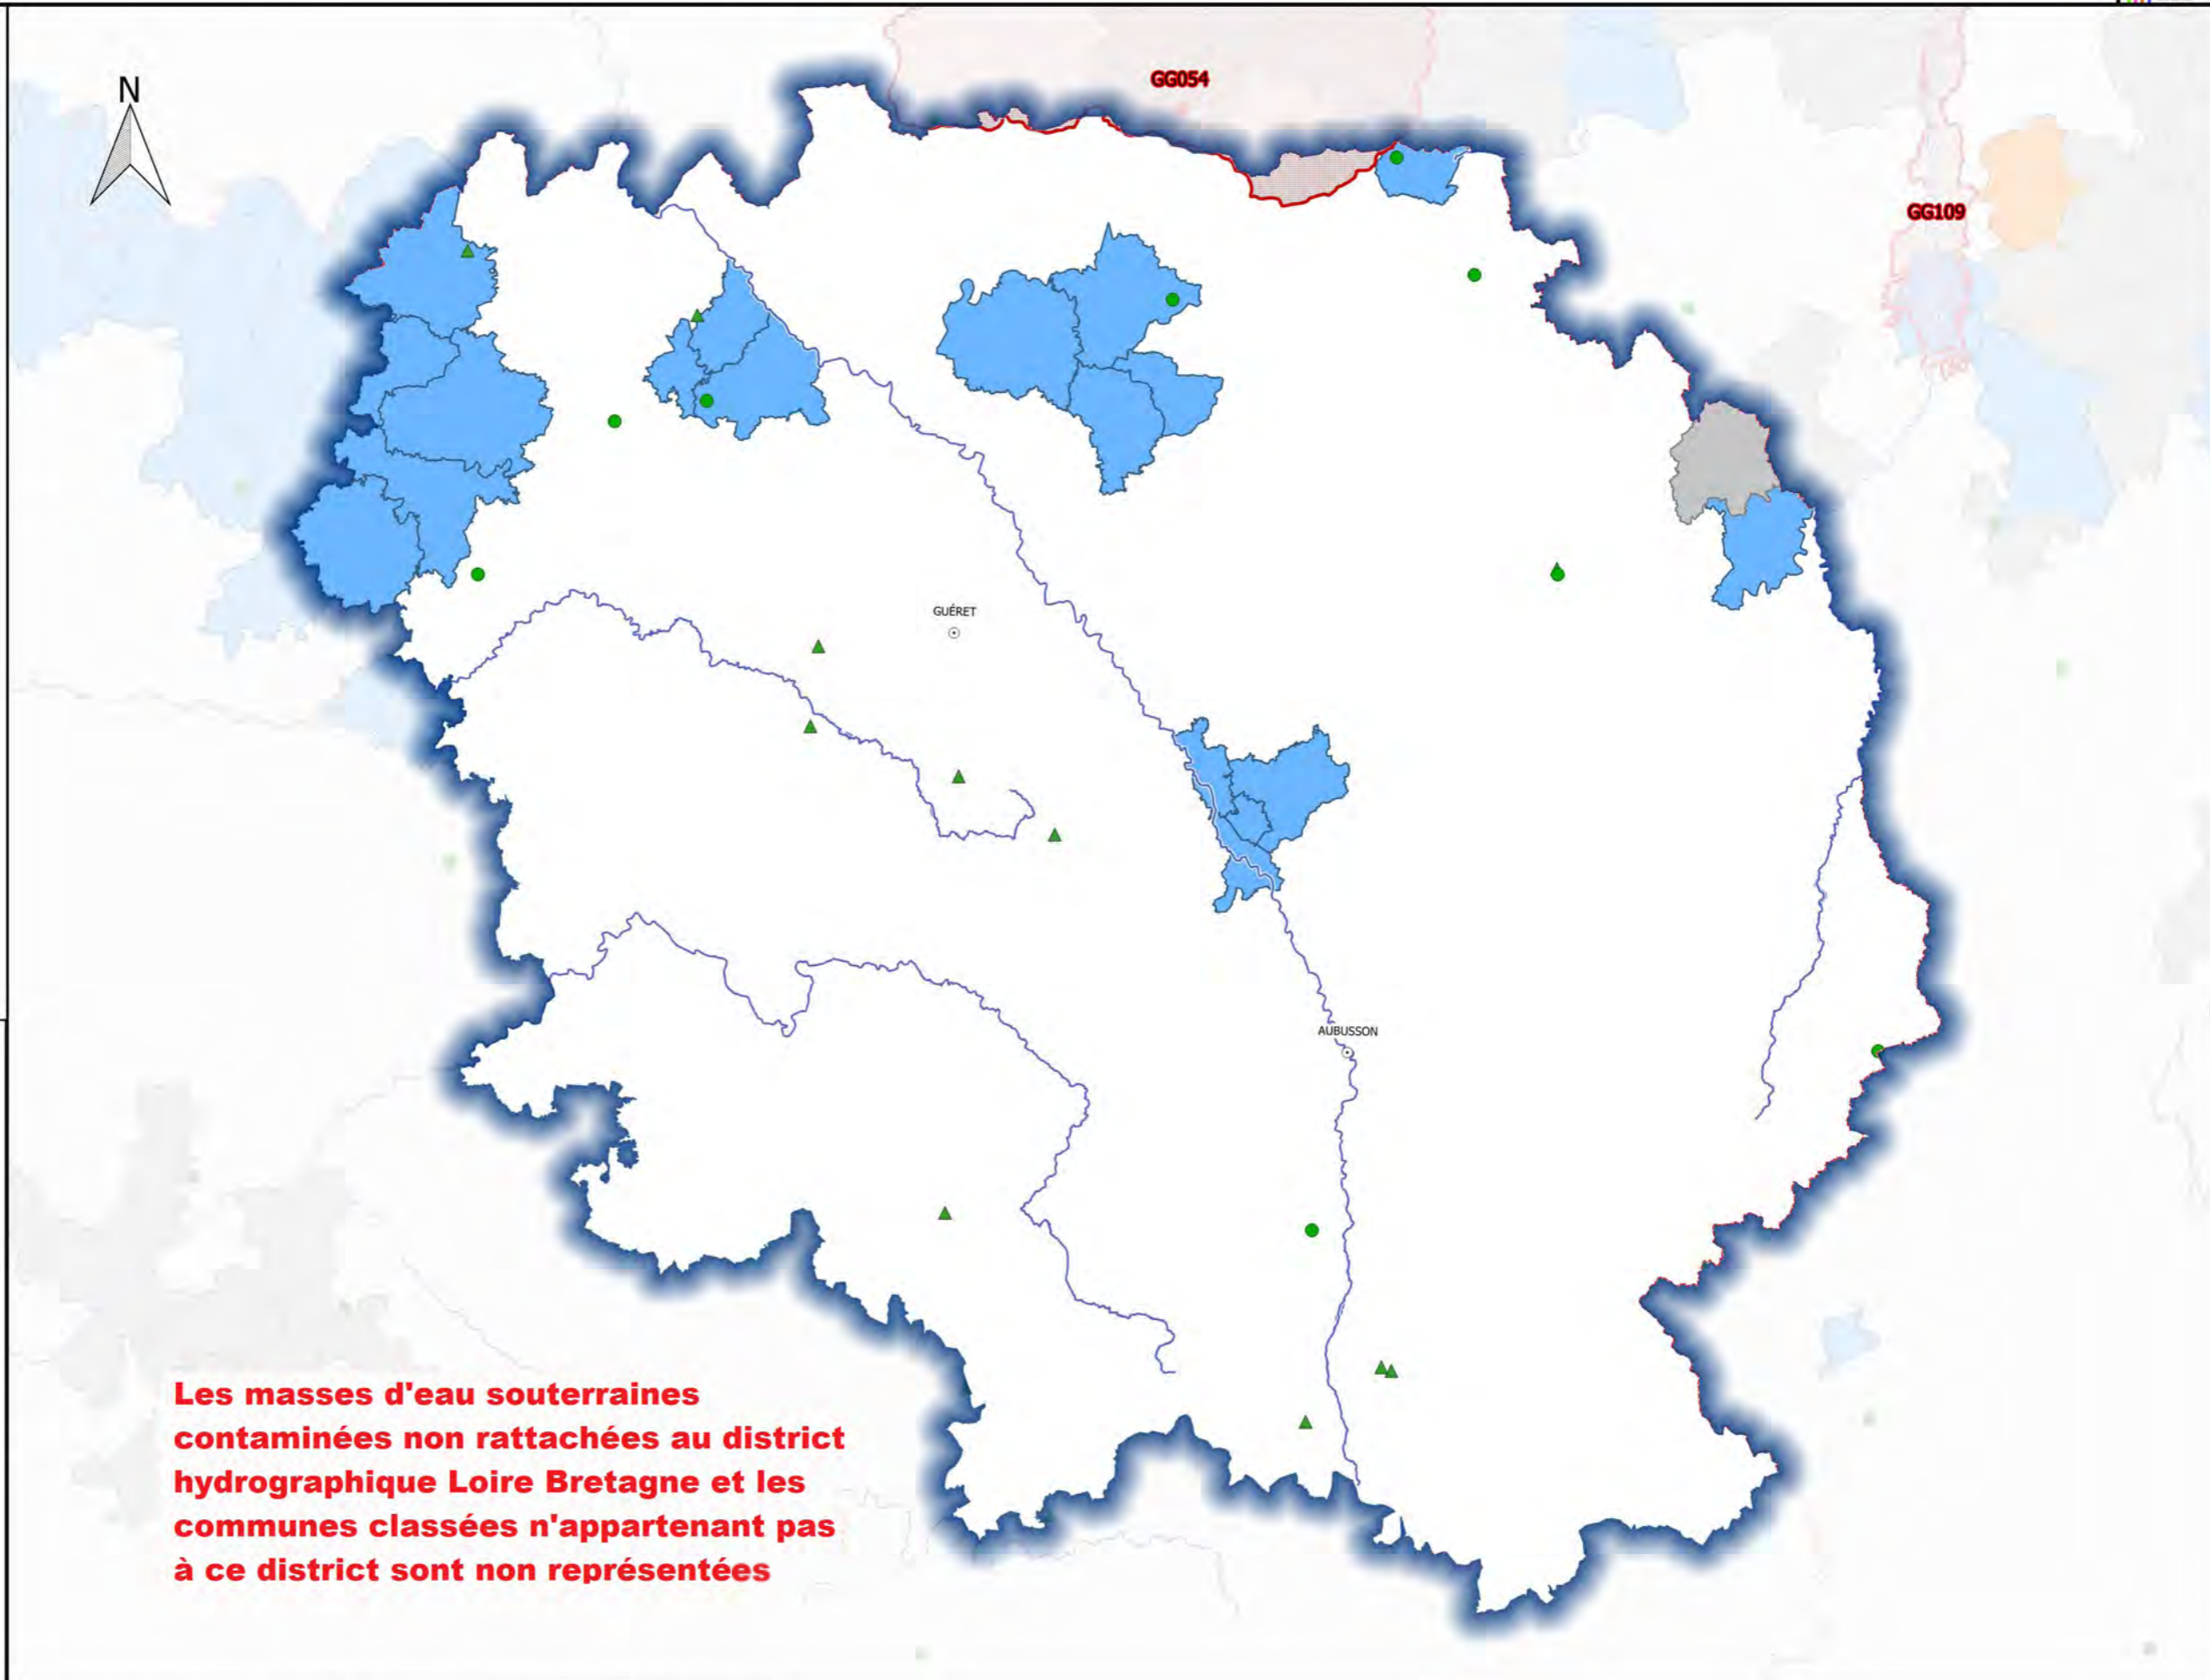 N
GG054
GG109
GUÉRET
AUBUSSON
Les masses d'eau souterraines
contaminées non rattachées au district
hydrographique Loire Bretagne et les
communes classées n'appartenant pas
à ce district sont non représentées